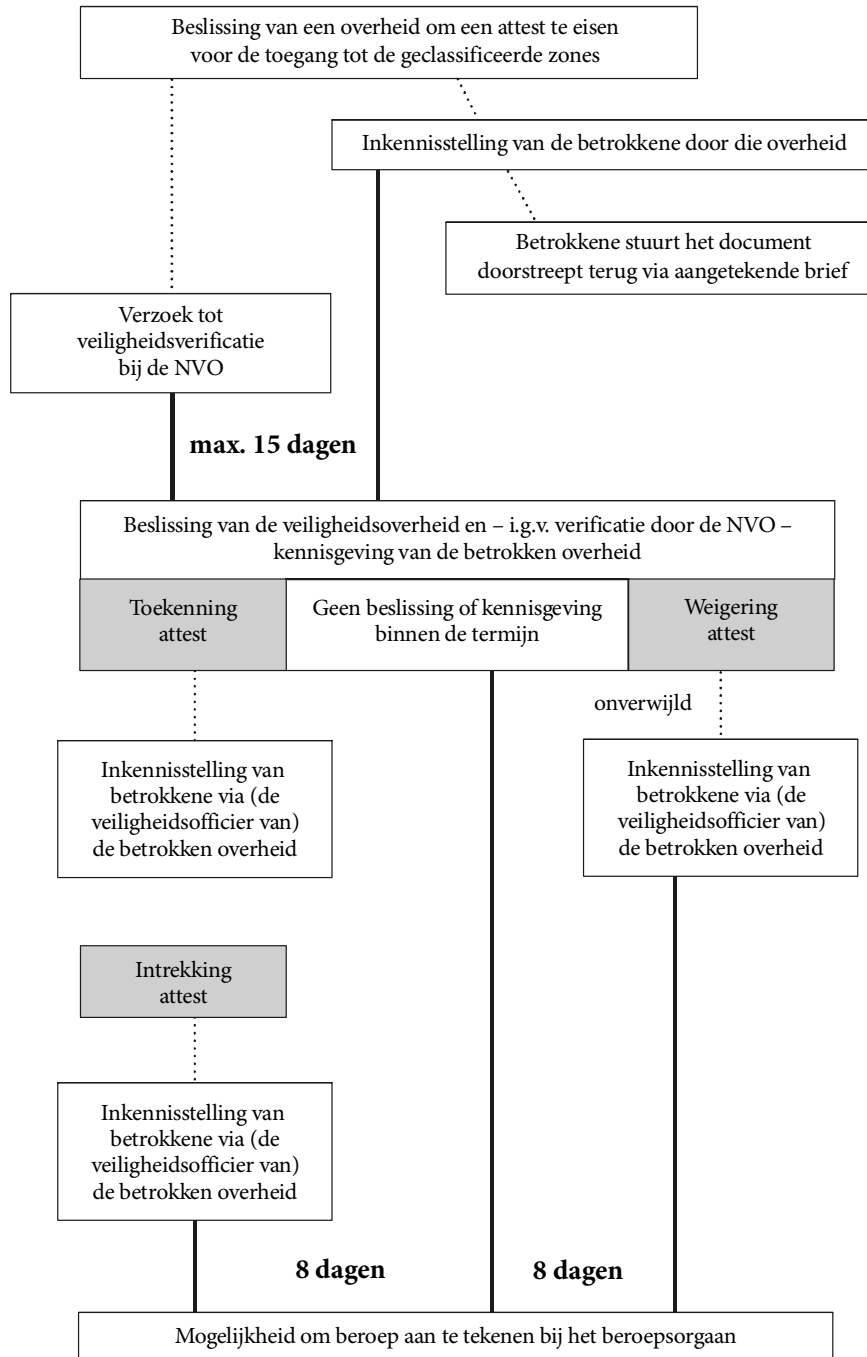 Beslissing van een overheid om een attest te eisen
voor de toegang tot de geclassificeerde zones
Inkennisstelling van de betrokkene door die overheid
Betrokkene stuurt het document
doorstreept terug via aangetekende brief
Verzoek tot
veiligheidsverificatie
bij de NVO
max. 15 dagen
Beslissing van de veiligheidsoverheid en – i.g.v. verificatie door de NVO –
kennisgeving van de betrokken overheid
Toekenning
attest
Geen beslissing of kennisgeving
binnen de termijn
Weigering
attest
onverwijld
Inkennisstelling van
betrokkene via (de
veiligheidsofficier van)
de betrokken overheid
Inkennisstelling van
betrokkene via (de
veiligheidsofficier van)
de betrokken overheid
Intrekking
attest
Inkennisstelling van
betrokkene via (de
veiligheidsofficier van)
de betrokken overheid
8 dagen
8 dagen
Mogelijkheid om beroep aan te tekenen bij het beroepsorgaan